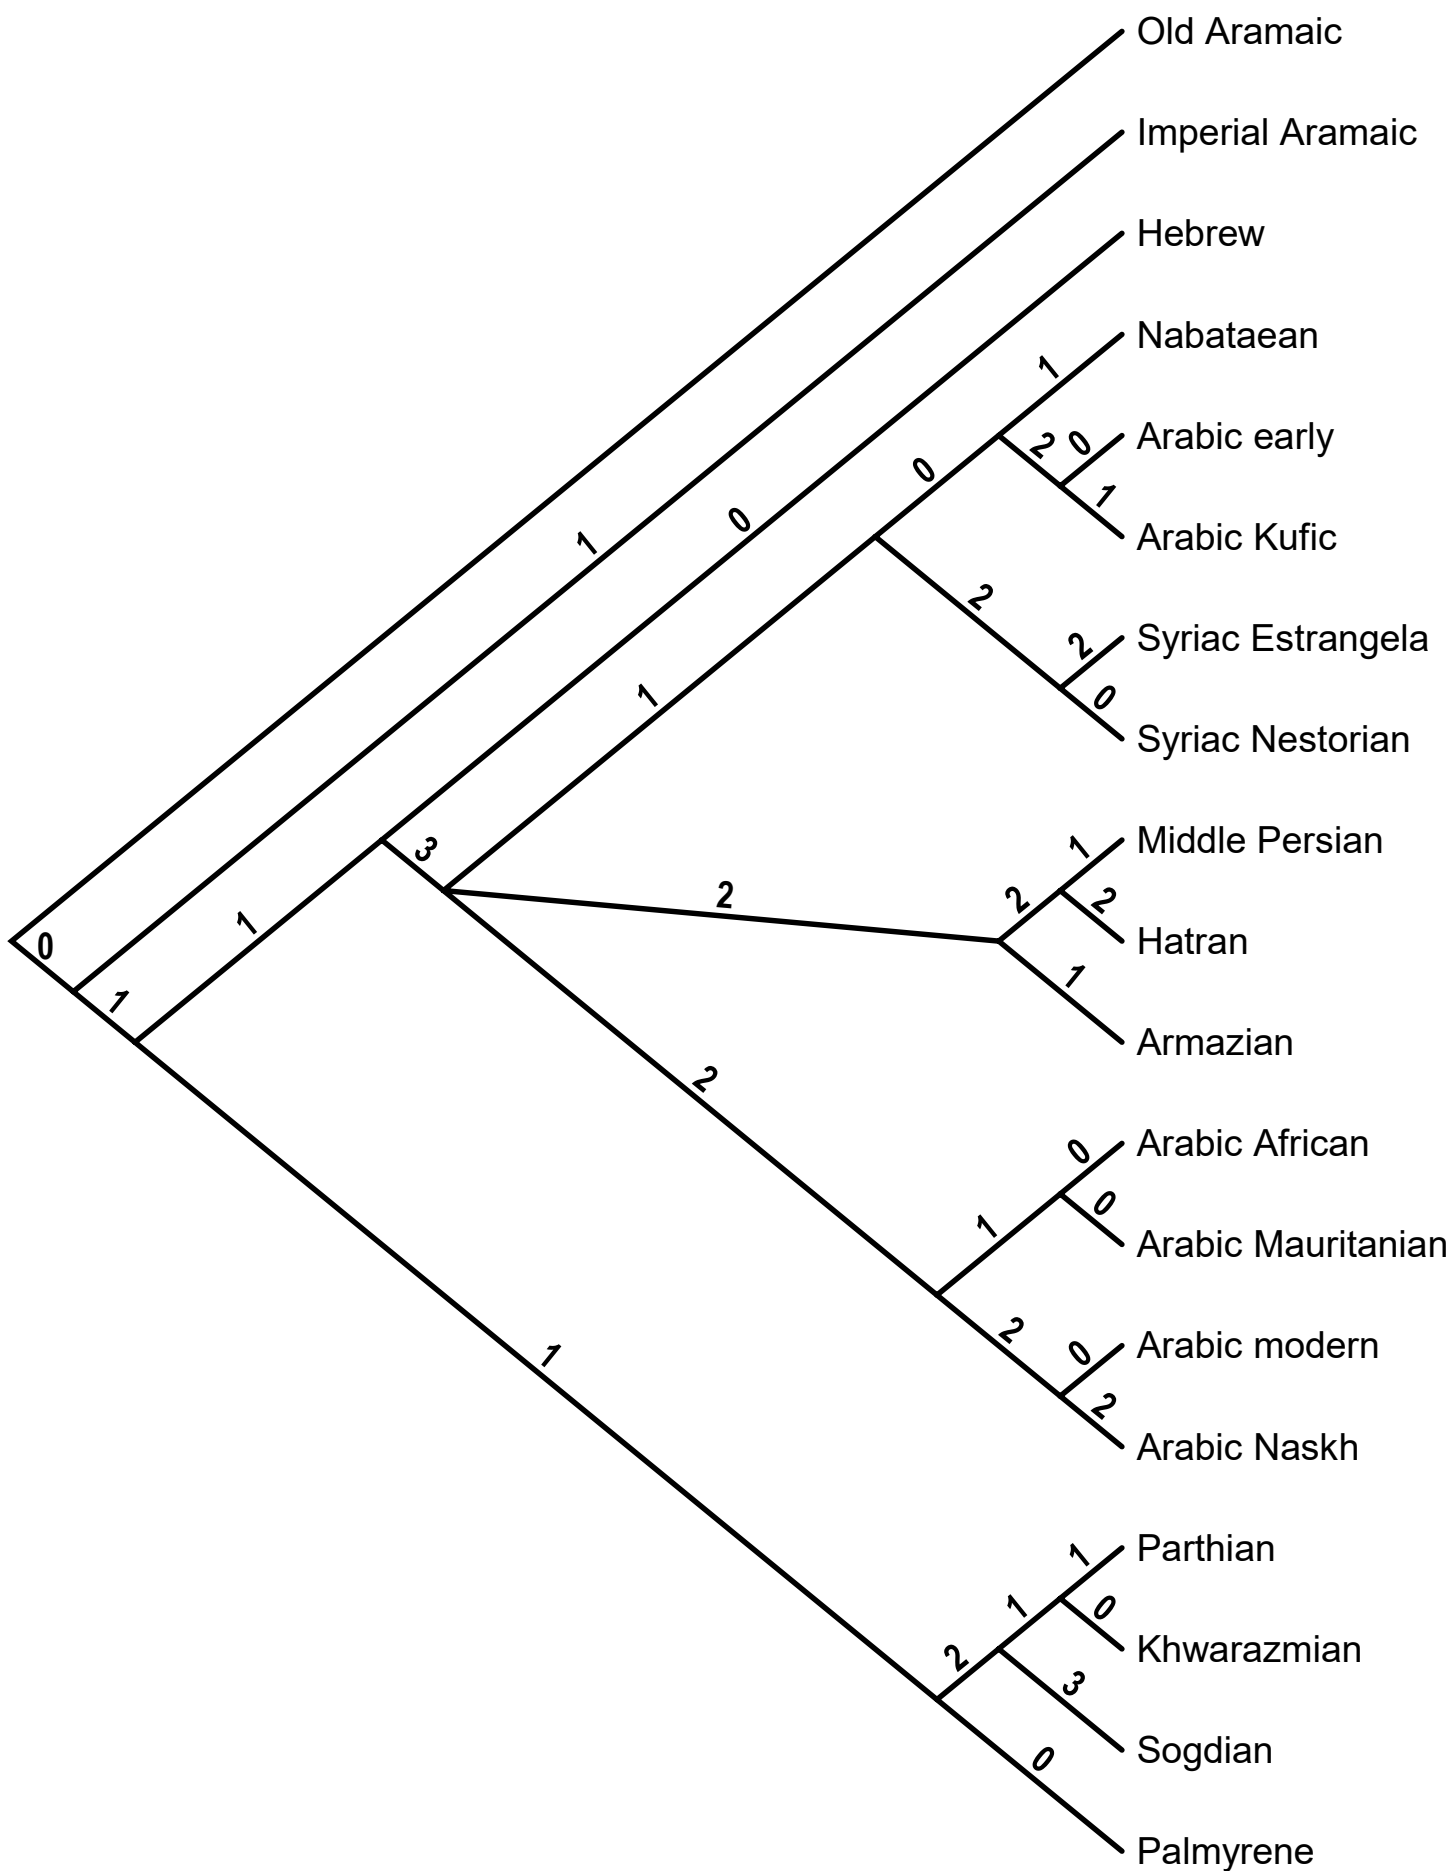 Old Aramaic
Imperial Aramaic
Hebrew
Nabataean
1
Arabic early
2 0
0
1
Arabic Kufic
0
1
2
Syriac Estrangela
2
0
1
Syriac Nestorian
Middle Persian
1
3
2
2
2
1
0
Hatran
1
1
Armazian
2
Arabic African
0
0
1
Arabic Mauritanian
2
0
Arabic modern
1
2
Arabic Naskh
Parthian
1
1
0
Khwarazmian
2
3
Sogdian
0
Palmyrene